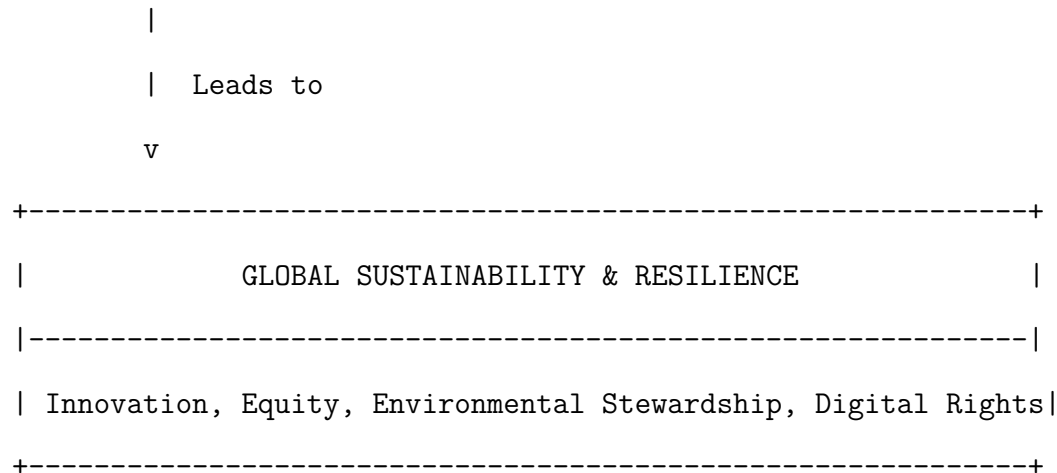 |
| Leads to
v
+-------------------------------------------------------------+
| GLOBAL SUSTAINABILITY & RESILIENCE |
|-------------------------------------------------------------|
| Innovation, Equity, Environmental Stewardship, Digital Rights|
+-------------------------------------------------------------+